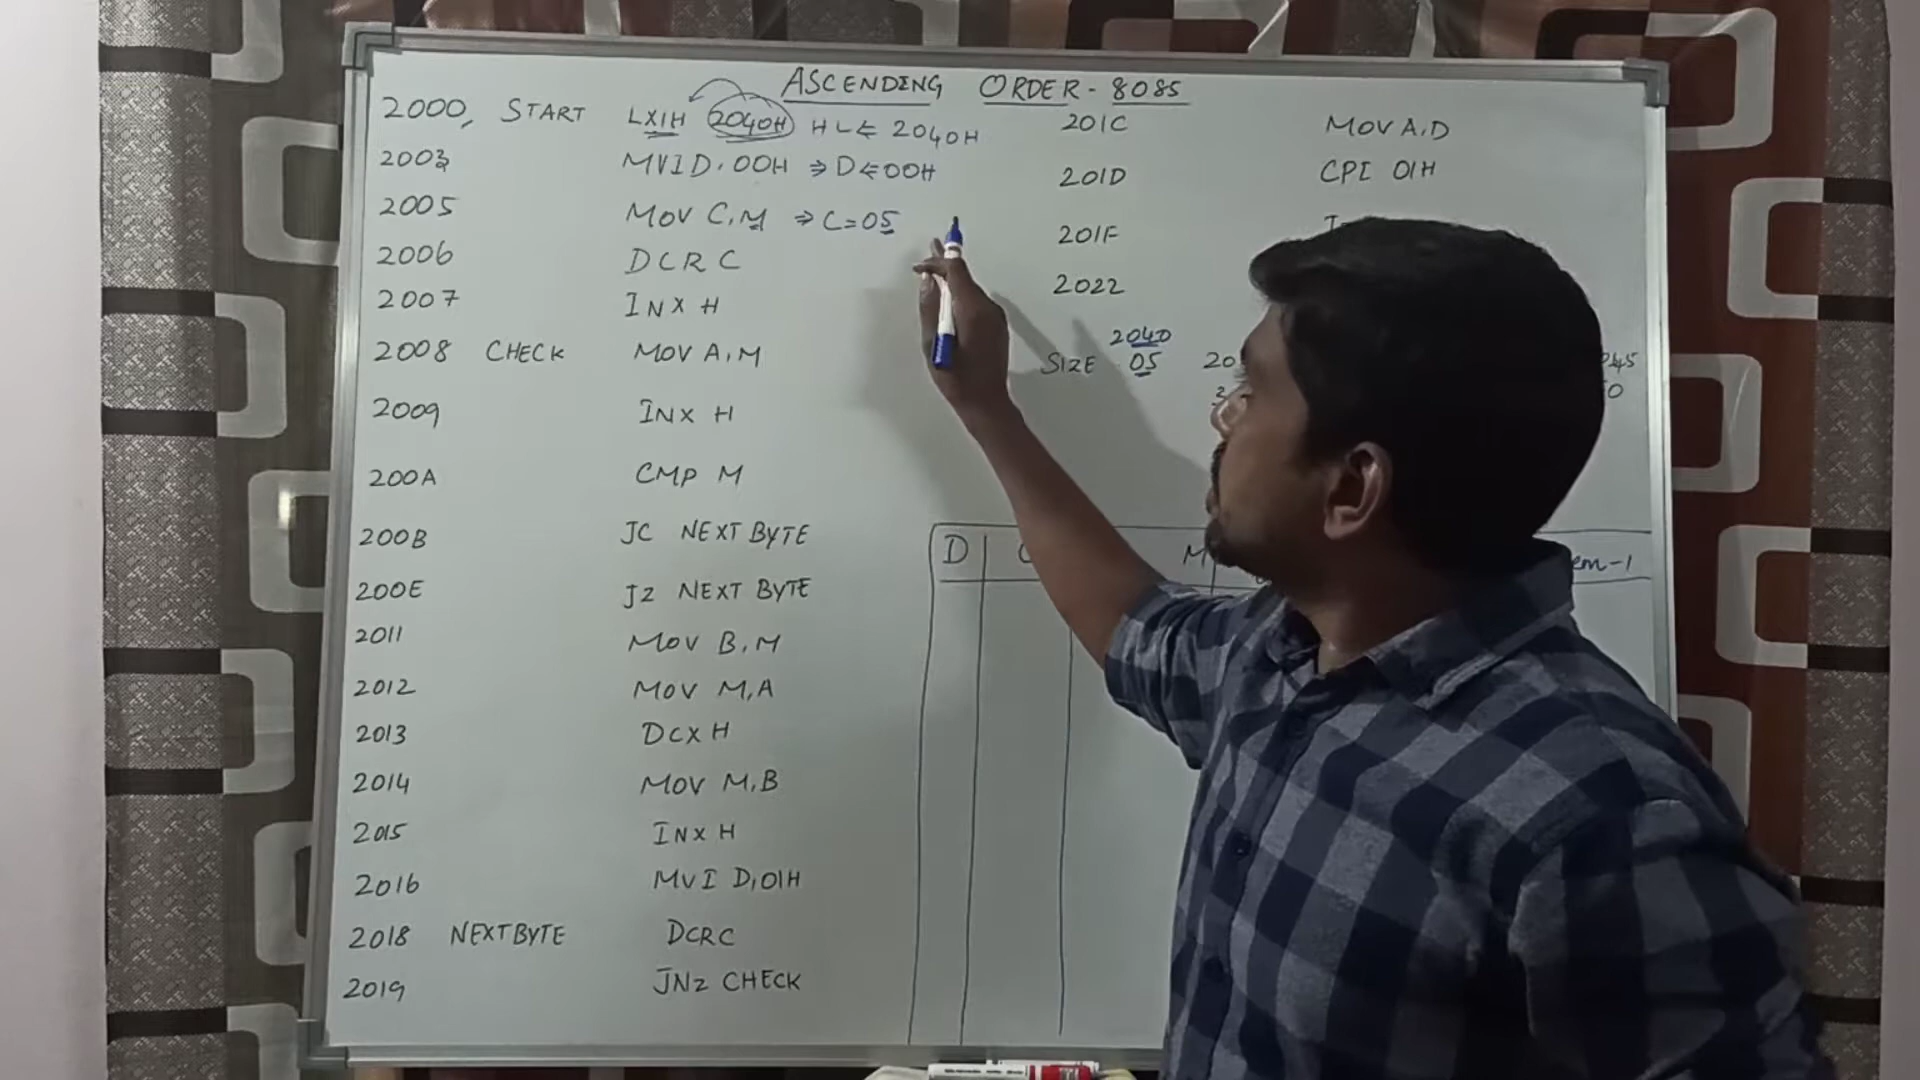 ASCENDING ORDER - 8085
2000, START LXIH 2040H HL⇐ 2040H
2003 MVI D, 00H ⇒ D⇐00H
2005 MOV C,M ⇒ C=05
2006 DCR C
2007 INX H
2008 CHECK MOV A,M
2009 INX H
200A CMP M
200B JC NEXT BYTE
200E JZ NEXT BYTE
2011 MOV B,M
2012 MOV M,A
2013 DCX H
2014 MOV M,B
2015 INX H
2016 MVI D,01H
2018 NEXTBYTE DCR C
2019 JNZ CHECK
201C MOV A,D
201D CPI 01H
201F
2022
2040
SIZE 05
D M